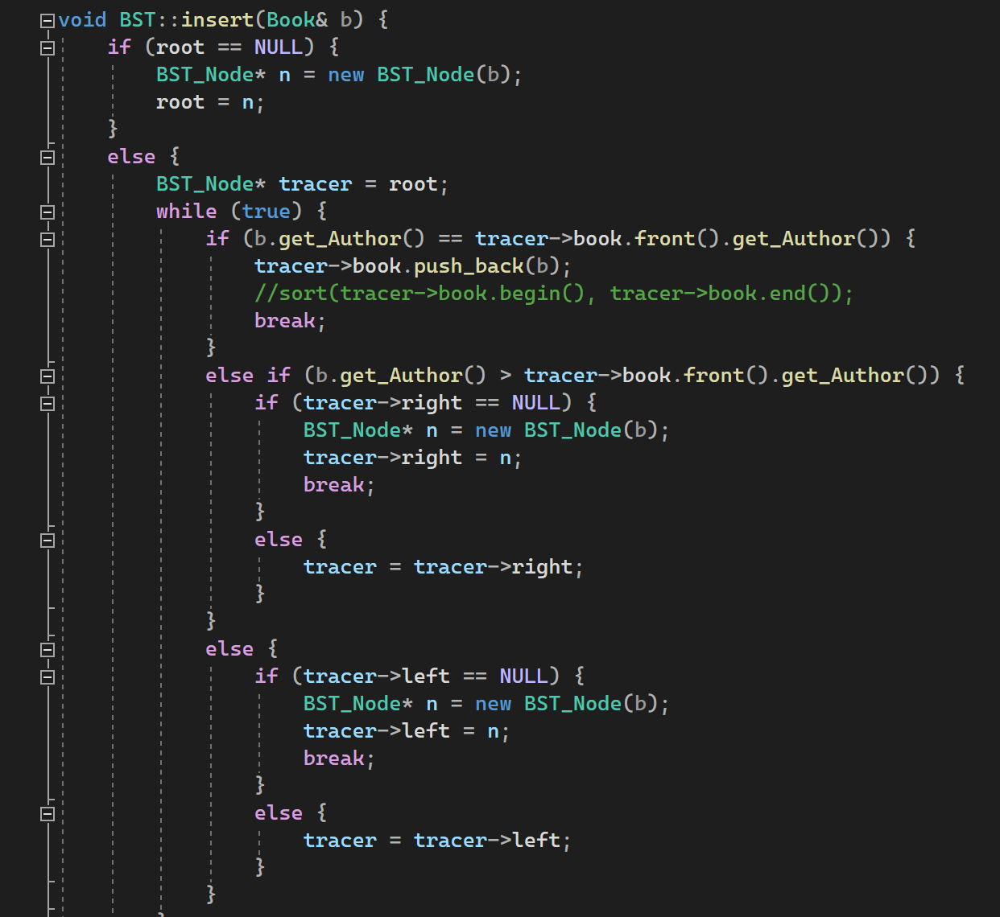 void BST::insert(Book& b) {
    if (root == NULL) {
        BST_Node* n = new BST_Node(b);
        root = n;
    }
    else {
        BST_Node* tracer = root;
        while (true) {
            if (b.get_Author() == tracer->book.front().get_Author()) {
                tracer->book.push_back(b);
                //sort(tracer->book.begin(), tracer->book.end());
                break;
            }
            else if (b.get_Author() > tracer->book.front().get_Author()) {
                if (tracer->right == NULL) {
                    BST_Node* n = new BST_Node(b);
                    tracer->right = n;
                    break;
                }
                else {
                    tracer = tracer->right;
                }
            }
            else {
                if (tracer->left == NULL) {
                    BST_Node* n = new BST_Node(b);
                    tracer->left = n;
                    break;
                }
                else {
                    tracer = tracer->left;
                }
            }